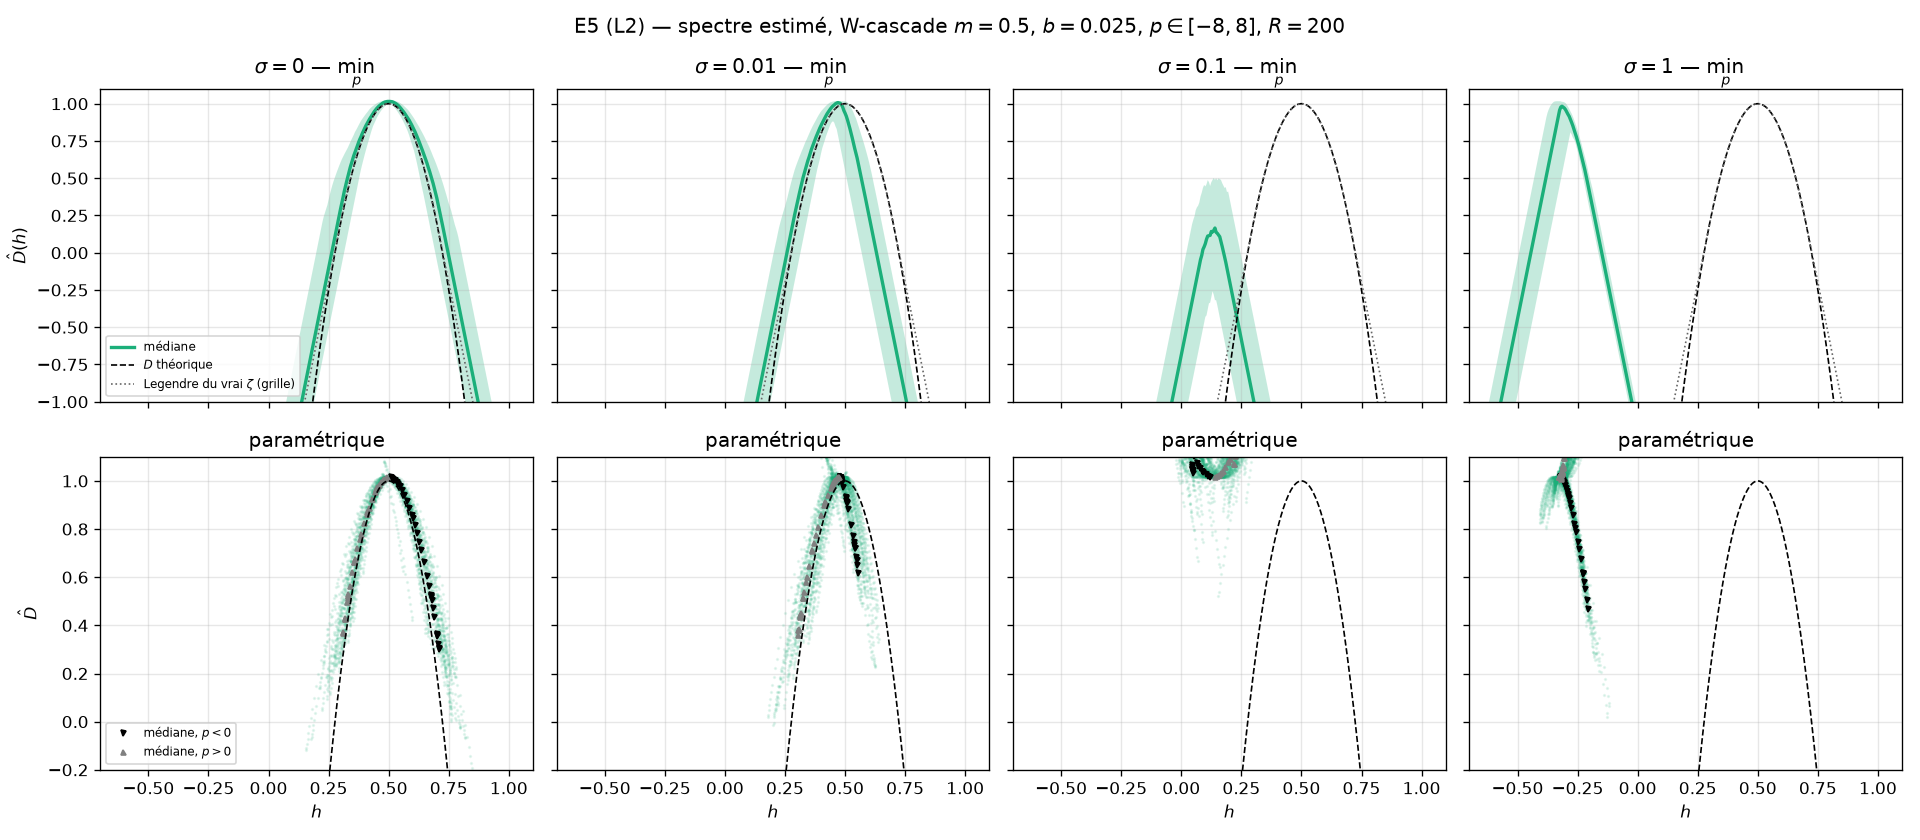 E5 (L2) — spectre estimé, W-cascade m = 0.5, b = 0.025, p ∈ [−8, 8], R = 200
σ = 0 — min p
σ = 0.01 — min p
σ = 0.1 — min p
σ = 1 — min p
D̂(h)
1.00
0.75
0.50
0.25
0.00
−0.25
−0.50
−0.75
−1.00
médiane
D théorique
Legendre du vrai ζ (grille)
paramétrique
paramétrique
paramétrique
paramétrique
D̂
1.0
0.8
0.6
0.4
0.2
0.0
−0.2
médiane, p < 0
médiane, p > 0
−0.50 −0.25 0.00 0.25 0.50 0.75 1.00
−0.50 −0.25 0.00 0.25 0.50 0.75 1.00
−0.50 −0.25 0.00 0.25 0.50 0.75 1.00
−0.50 −0.25 0.00 0.25 0.50 0.75 1.00
h
h
h
h